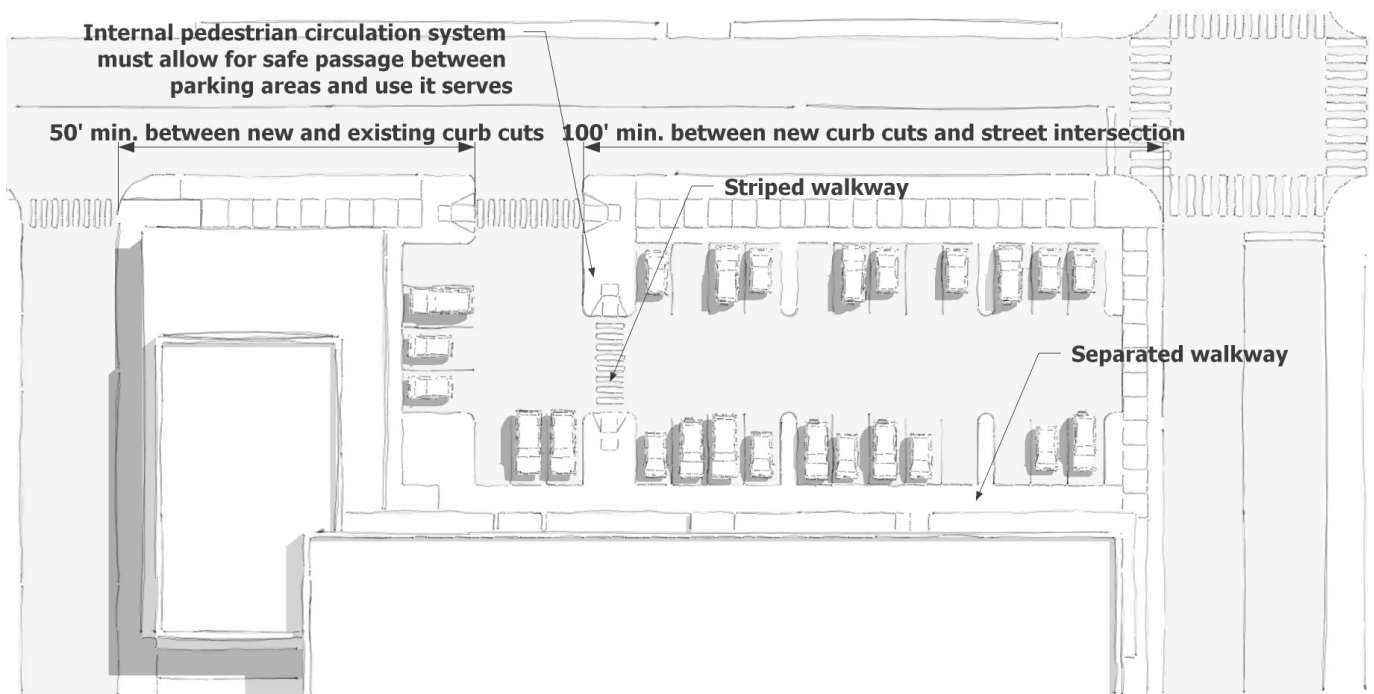 Internal pedestrian circulation system
must allow for safe passage between
parking areas and use it serves
50' min. between new and existing curb cuts
100' min. between new curb cuts and street intersection
Striped walkway
Separated walkway